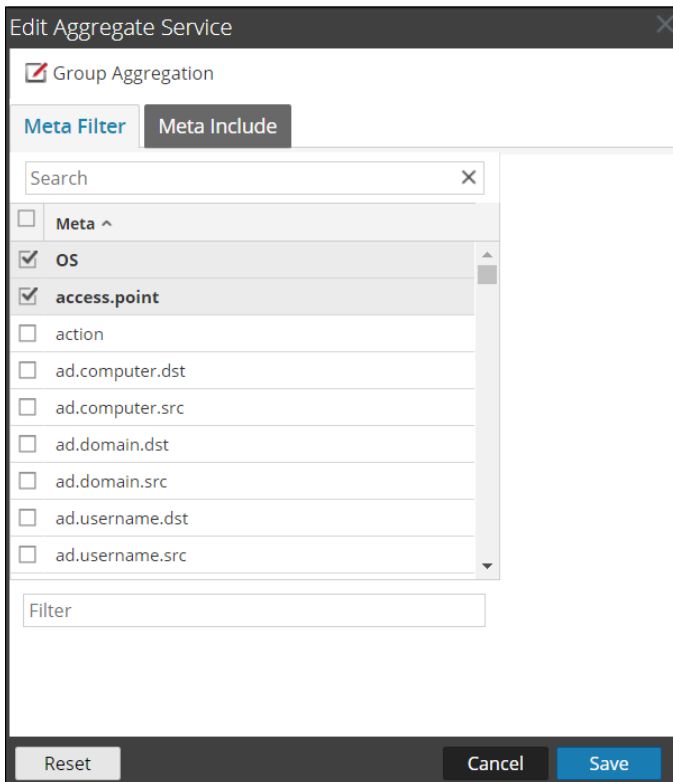 Edit Aggregate Service
Group Aggregation
Meta Filter Meta Include
Search
Meta
OS
access.point
action
ad.computer.dst
ad.computer.src
ad.domain.dst
ad.domain.src
ad.username.dst
ad.username.src
Filter
Reset Cancel Save